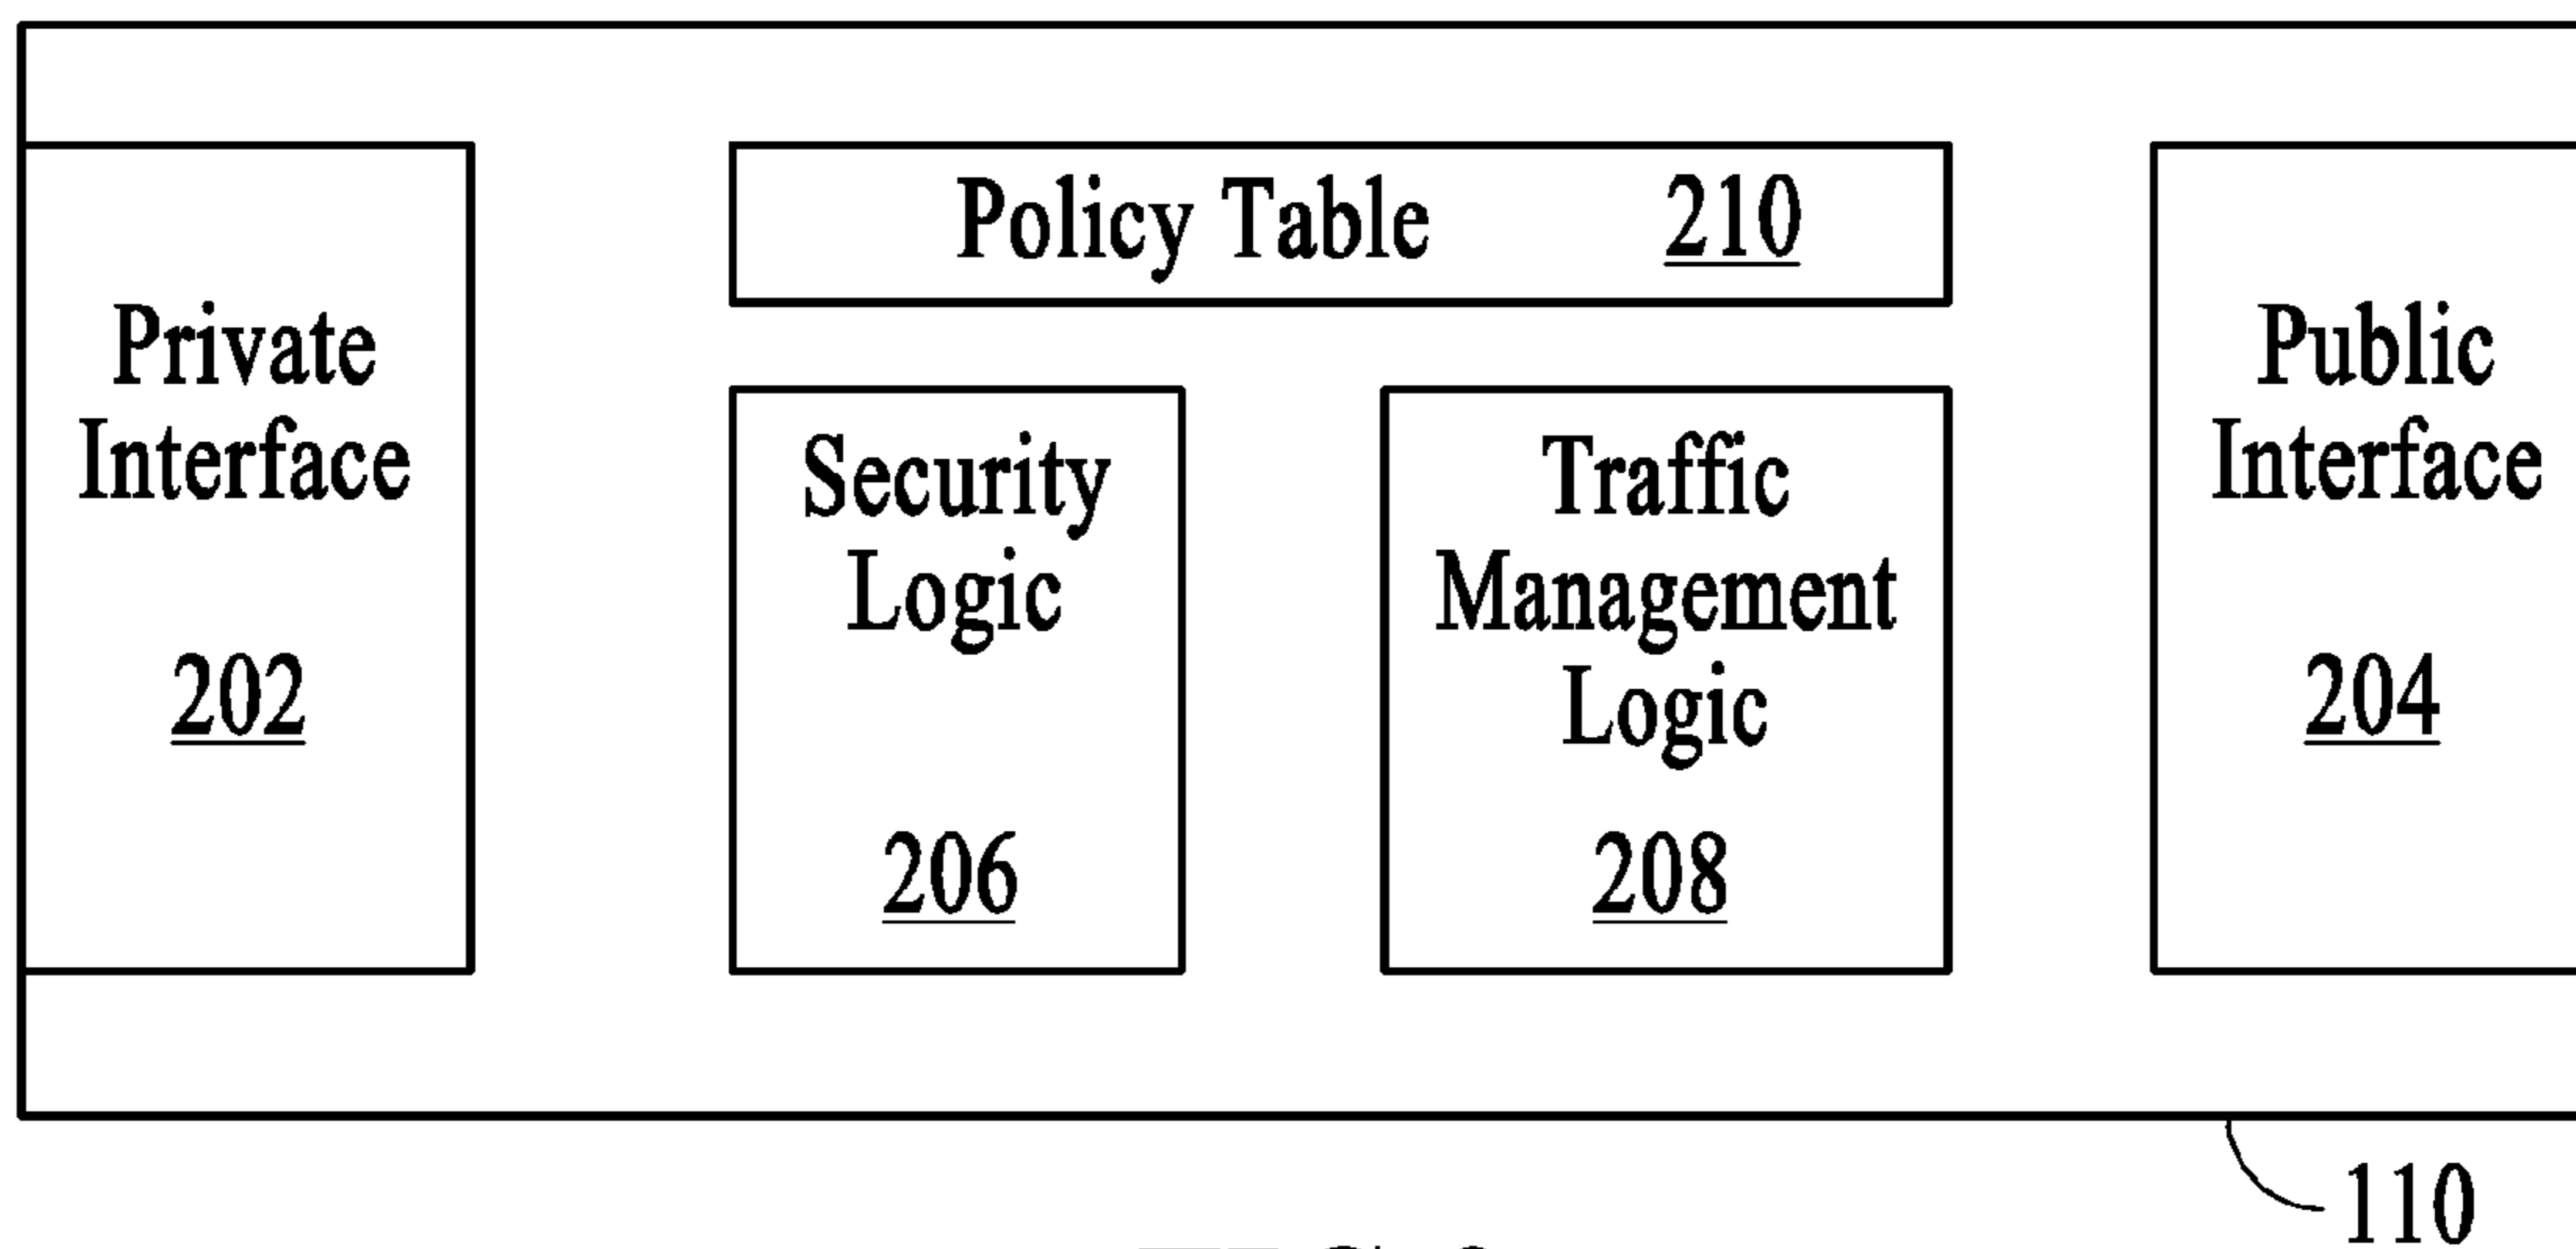 Policy Table 210
Private
Interface
202
Security
Logic
206
Traffic
Management
Logic
208
Public
Interface
204
110